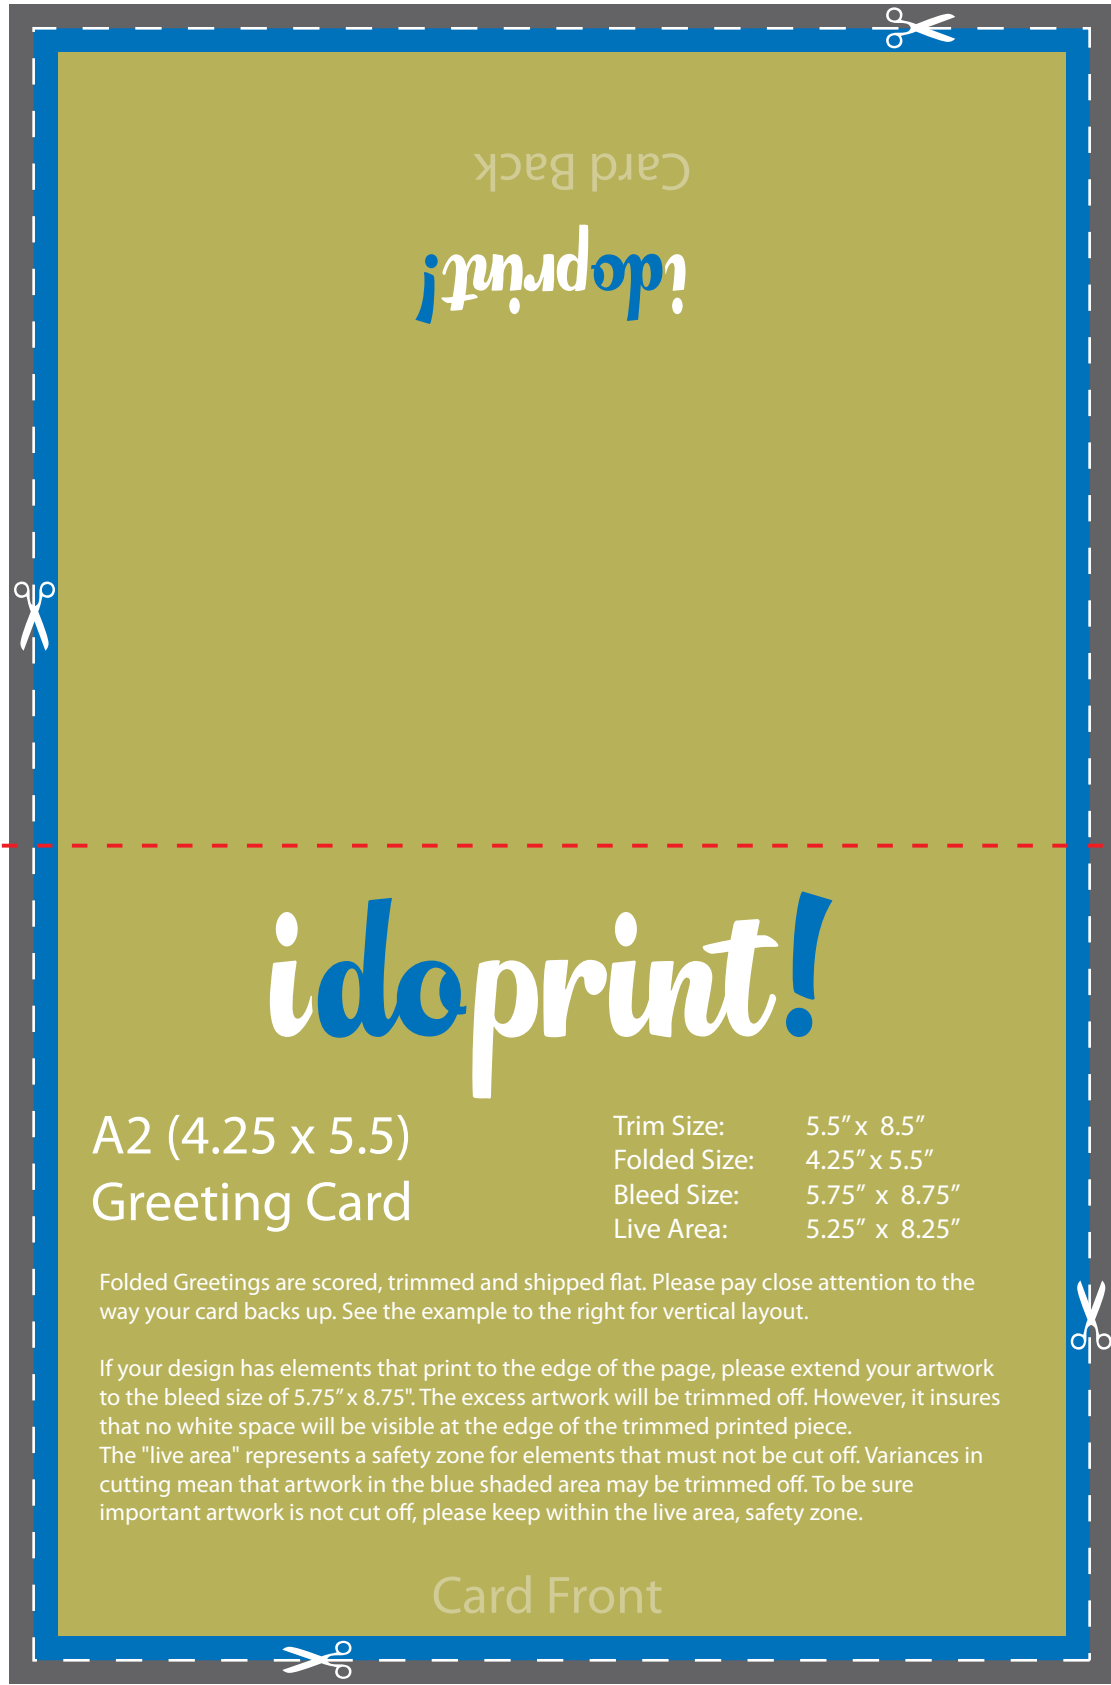 Card Back
idoprint!
idoprint!
A2 (4.25 x 5.5)
Greeting Card
Trim Size: 5.5” x 8.5”
Folded Size: 4.25” x 5.5”
Bleed Size: 5.75” x 8.75”
Live Area: 5.25” x 8.25”
Folded Greetings are scored, trimmed and shipped flat. Please pay close attention to the
way your card backs up. See the example to the right for vertical layout.
If your design has elements that print to the edge of the page, please extend your artwork
to the bleed size of 5.75” x 8.75". The excess artwork will be trimmed off. However, it insures
that no white space will be visible at the edge of the trimmed printed piece.
The "live area" represents a safety zone for elements that must not be cut off. Variances in
cutting mean that artwork in the blue shaded area may be trimmed off. To be sure
important artwork is not cut off, please keep within the live area, safety zone.
Card Front